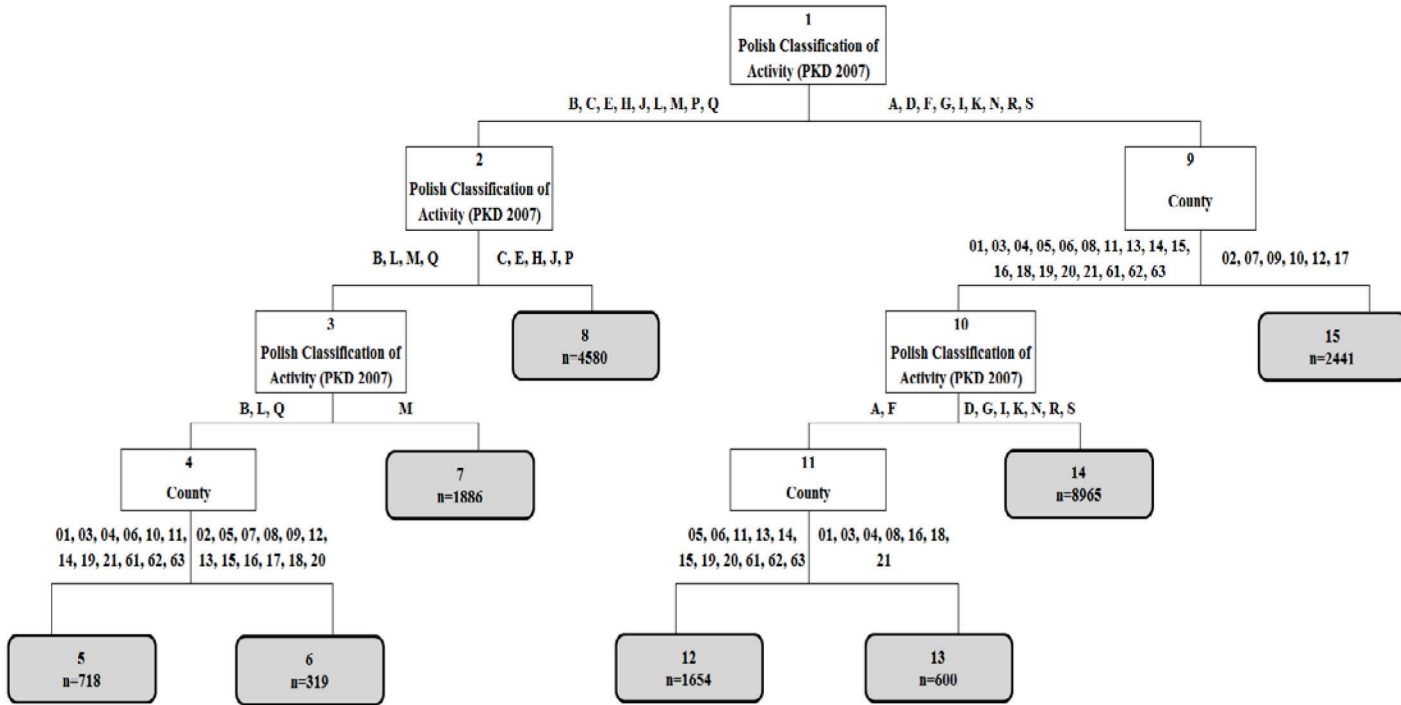 1
Polish Classification of
Activity (PKD 2007)
B, C, E, H, J, L, M, P, Q
A, D, F, G, I, K, N, R, S
2
Polish Classification of
Activity (PKD 2007)
9
County
B, L, M, Q
C, E, H, J, P
01, 03, 04, 05, 06, 08, 11, 13, 14, 15,
16, 18, 19, 20, 21, 61, 62, 63
02, 07, 09, 10, 12, 17
3
Polish Classification of
Activity (PKD 2007)
8
n=4580
10
Polish Classification of
Activity (PKD 2007)
15
n=2441
B, L, Q
M
A, F
D, G, I, K, N, R, S
4
County
7
n=1886
11
County
14
n=8965
01, 03, 04, 06, 10, 11,
14, 19, 21, 61, 62, 63
02, 05, 07, 08, 09, 12,
13, 15, 16, 17, 18, 20
05, 06, 11, 13, 14,
15, 19, 20, 61, 62, 63
01, 03, 04, 08, 16, 18,
21
5
n=718
6
n=319
12
n=1654
13
n=600